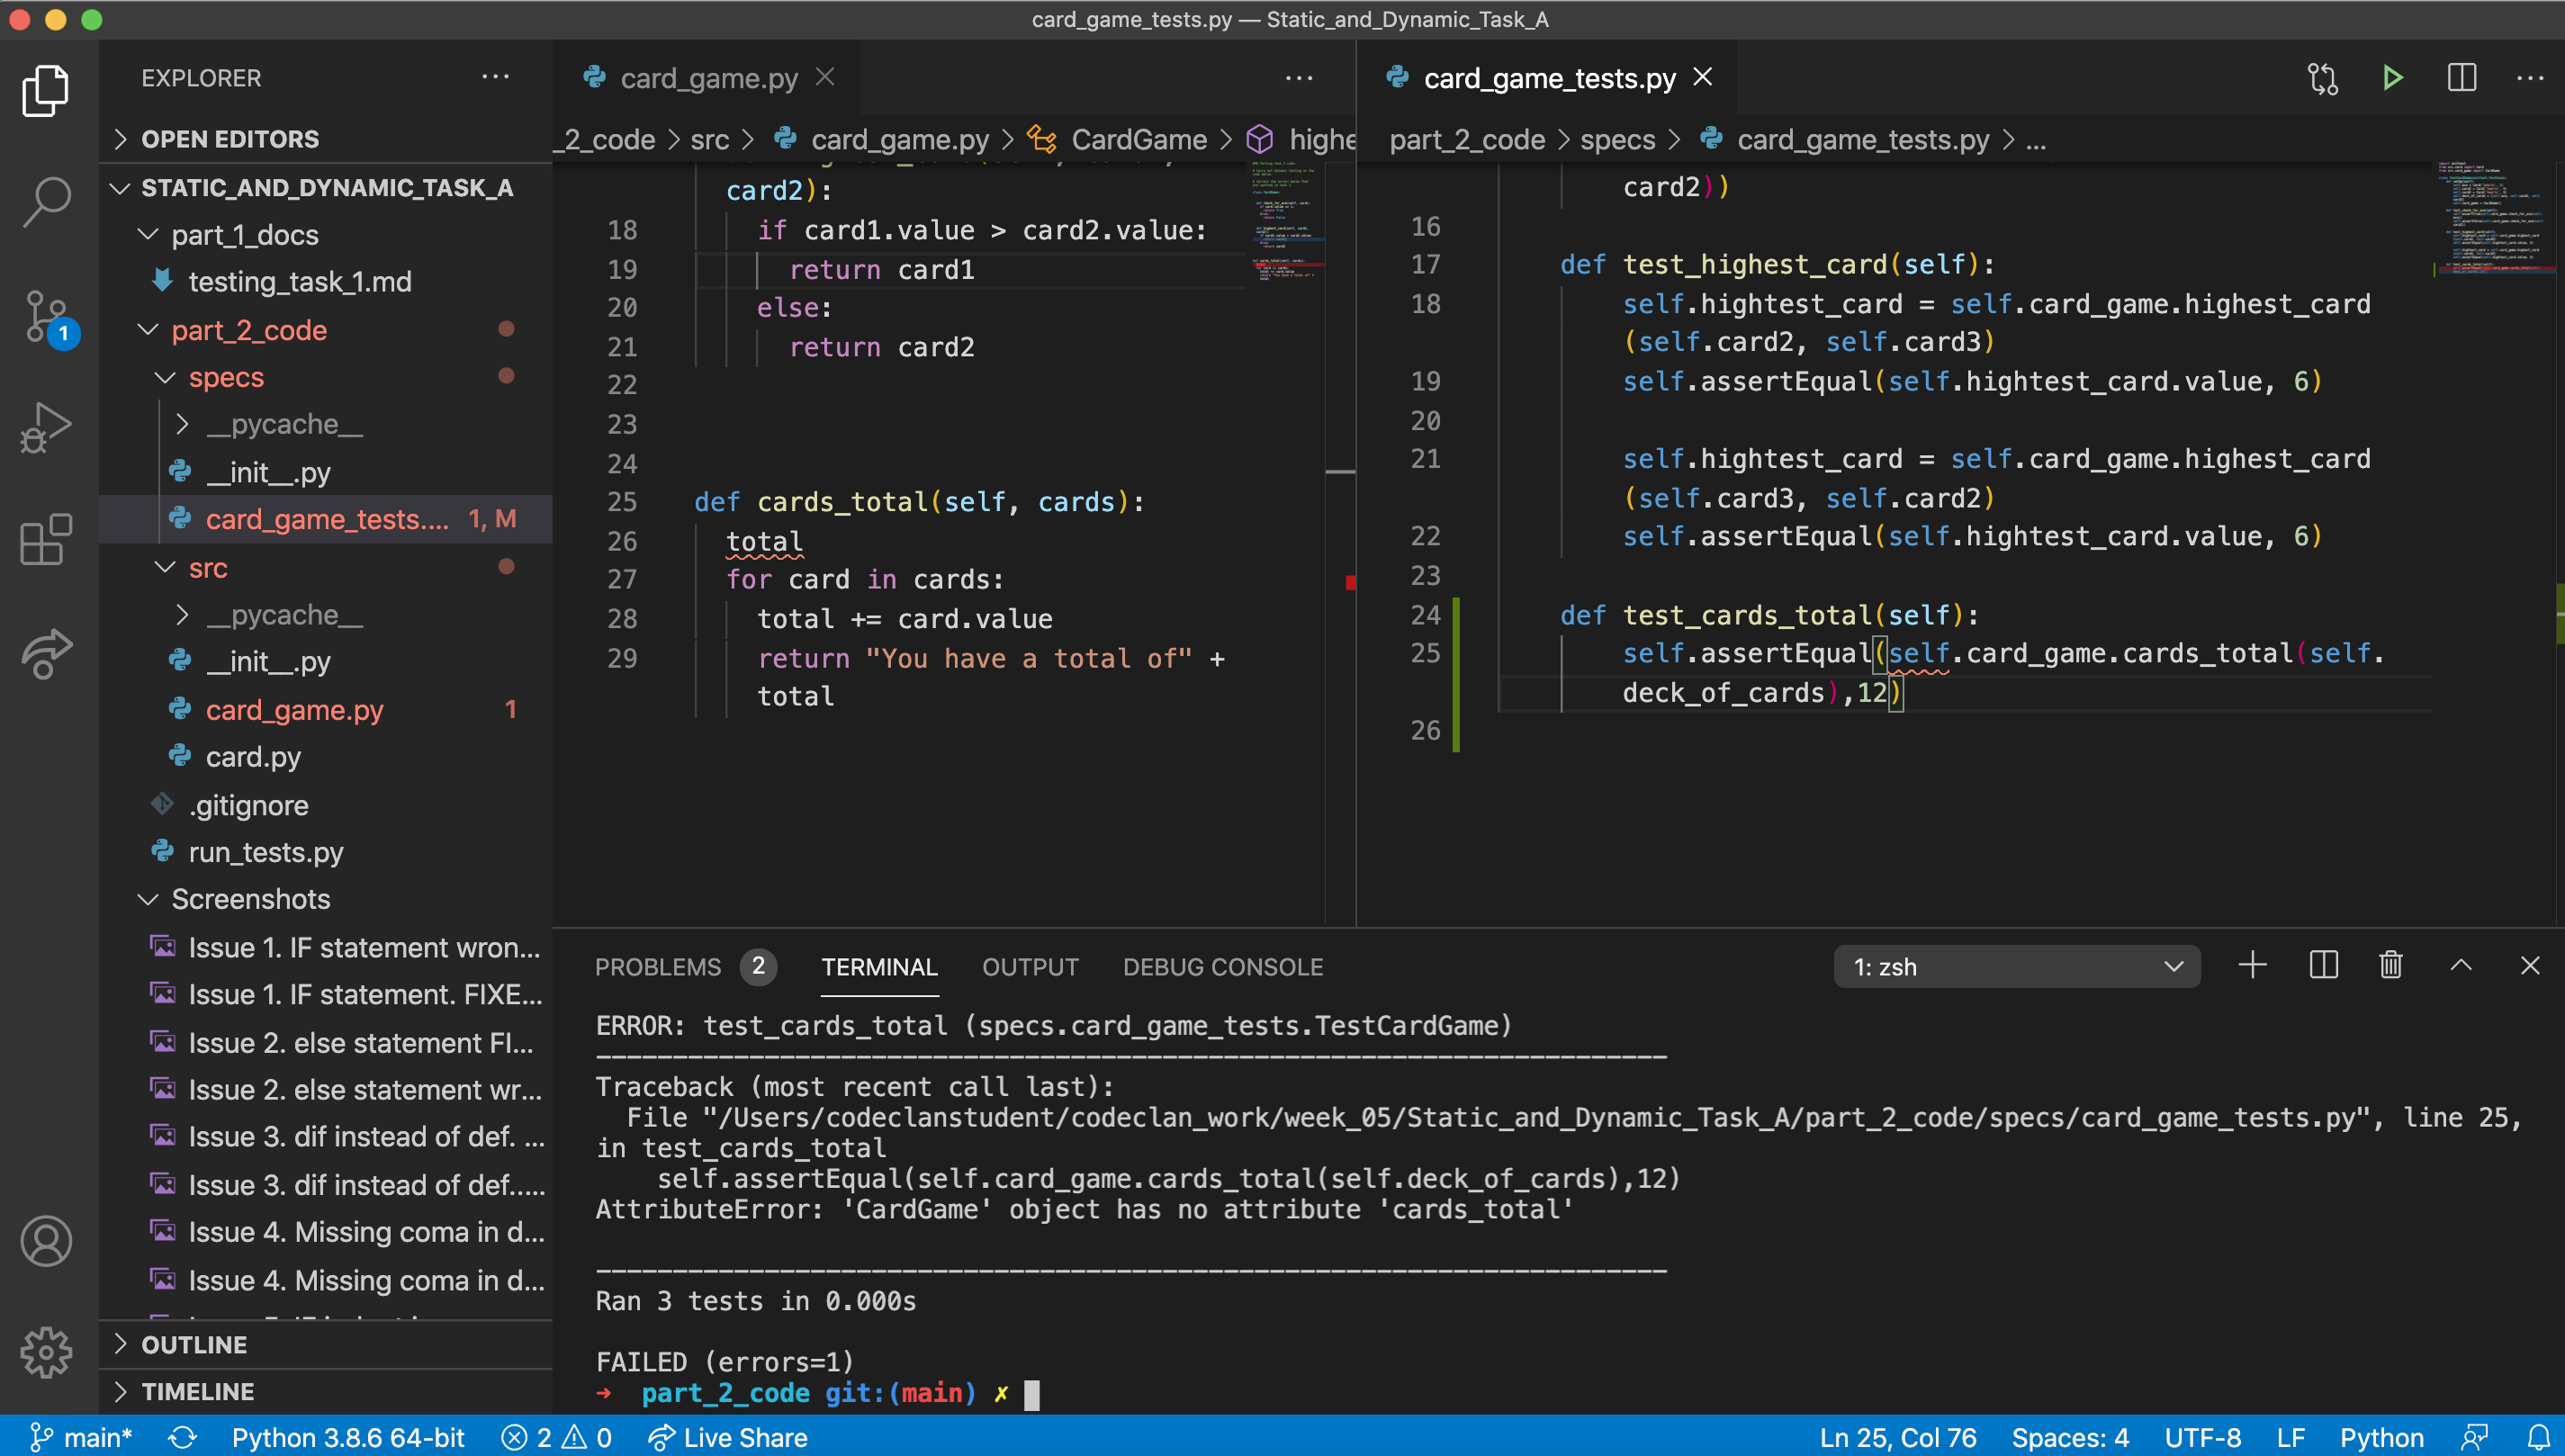 card_game_tests.py — Static_and_Dynamic_Task_A
EXPLORER
OPEN EDITORS
STATIC_AND_DYNAMIC_TASK_A
part_1_docs
testing_task_1.md
part_2_code
specs
__pycache__
__init__.py
card_game_tests.... 1, M
src
__pycache__
__init__.py
card_game.py 1
card.py
.gitignore
run_tests.py
Screenshots
Issue 1. IF statement wron...
Issue 1. IF statement. FIXE...
Issue 2. else statement FI...
Issue 2. else statement wr...
Issue 3. dif instead of def. ...
Issue 3. dif instead of def.....
Issue 4. Missing coma in d...
Issue 4. Missing coma in d...
OUTLINE
TIMELINE
1
card_game.py
_2_code > src > card_game.py > CardGame > highe
card2):
18 if card1.value > card2.value:
19 return card1
20 else:
21 return card2
22
23
24
25 def cards_total(self, cards):
26 total
27 for card in cards:
28 total += card.value
29 return "You have a total of" +
total
card_game_tests.py
part_2_code > specs > card_game_tests.py > ...
card2))
16
17 def test_highest_card(self):
18 self.hightest_card = self.card_game.highest_card
(self.card2, self.card3)
19 self.assertEqual(self.hightest_card.value, 6)
20
21 self.hightest_card = self.card_game.highest_card
(self.card3, self.card2)
22 self.assertEqual(self.hightest_card.value, 6)
23
24 def test_cards_total(self):
25 self.assertEqual(self.card_game.cards_total(self.
deck_of_cards),12)
26
PROBLEMS 2 TERMINAL OUTPUT DEBUG CONSOLE 1: zsh
ERROR: test_cards_total (specs.card_game_tests.TestCardGame)
----------------------------------------------------------------------
Traceback (most recent call last):
File "/Users/codeclanstudent/codeclan_work/week_05/Static_and_Dynamic_Task_A/part_2_code/specs/card_game_tests.py", line 25,
in test_cards_total
self.assertEqual(self.card_game.cards_total(self.deck_of_cards),12)
AttributeError: 'CardGame' object has no attribute 'cards_total'
----------------------------------------------------------------------
Ran 3 tests in 0.000s
FAILED (errors=1)
➜ part_2_code git:(main) ✗
main* Python 3.8.6 64-bit 2 0 Live Share Ln 25, Col 76 Spaces: 4 UTF-8 LF Python